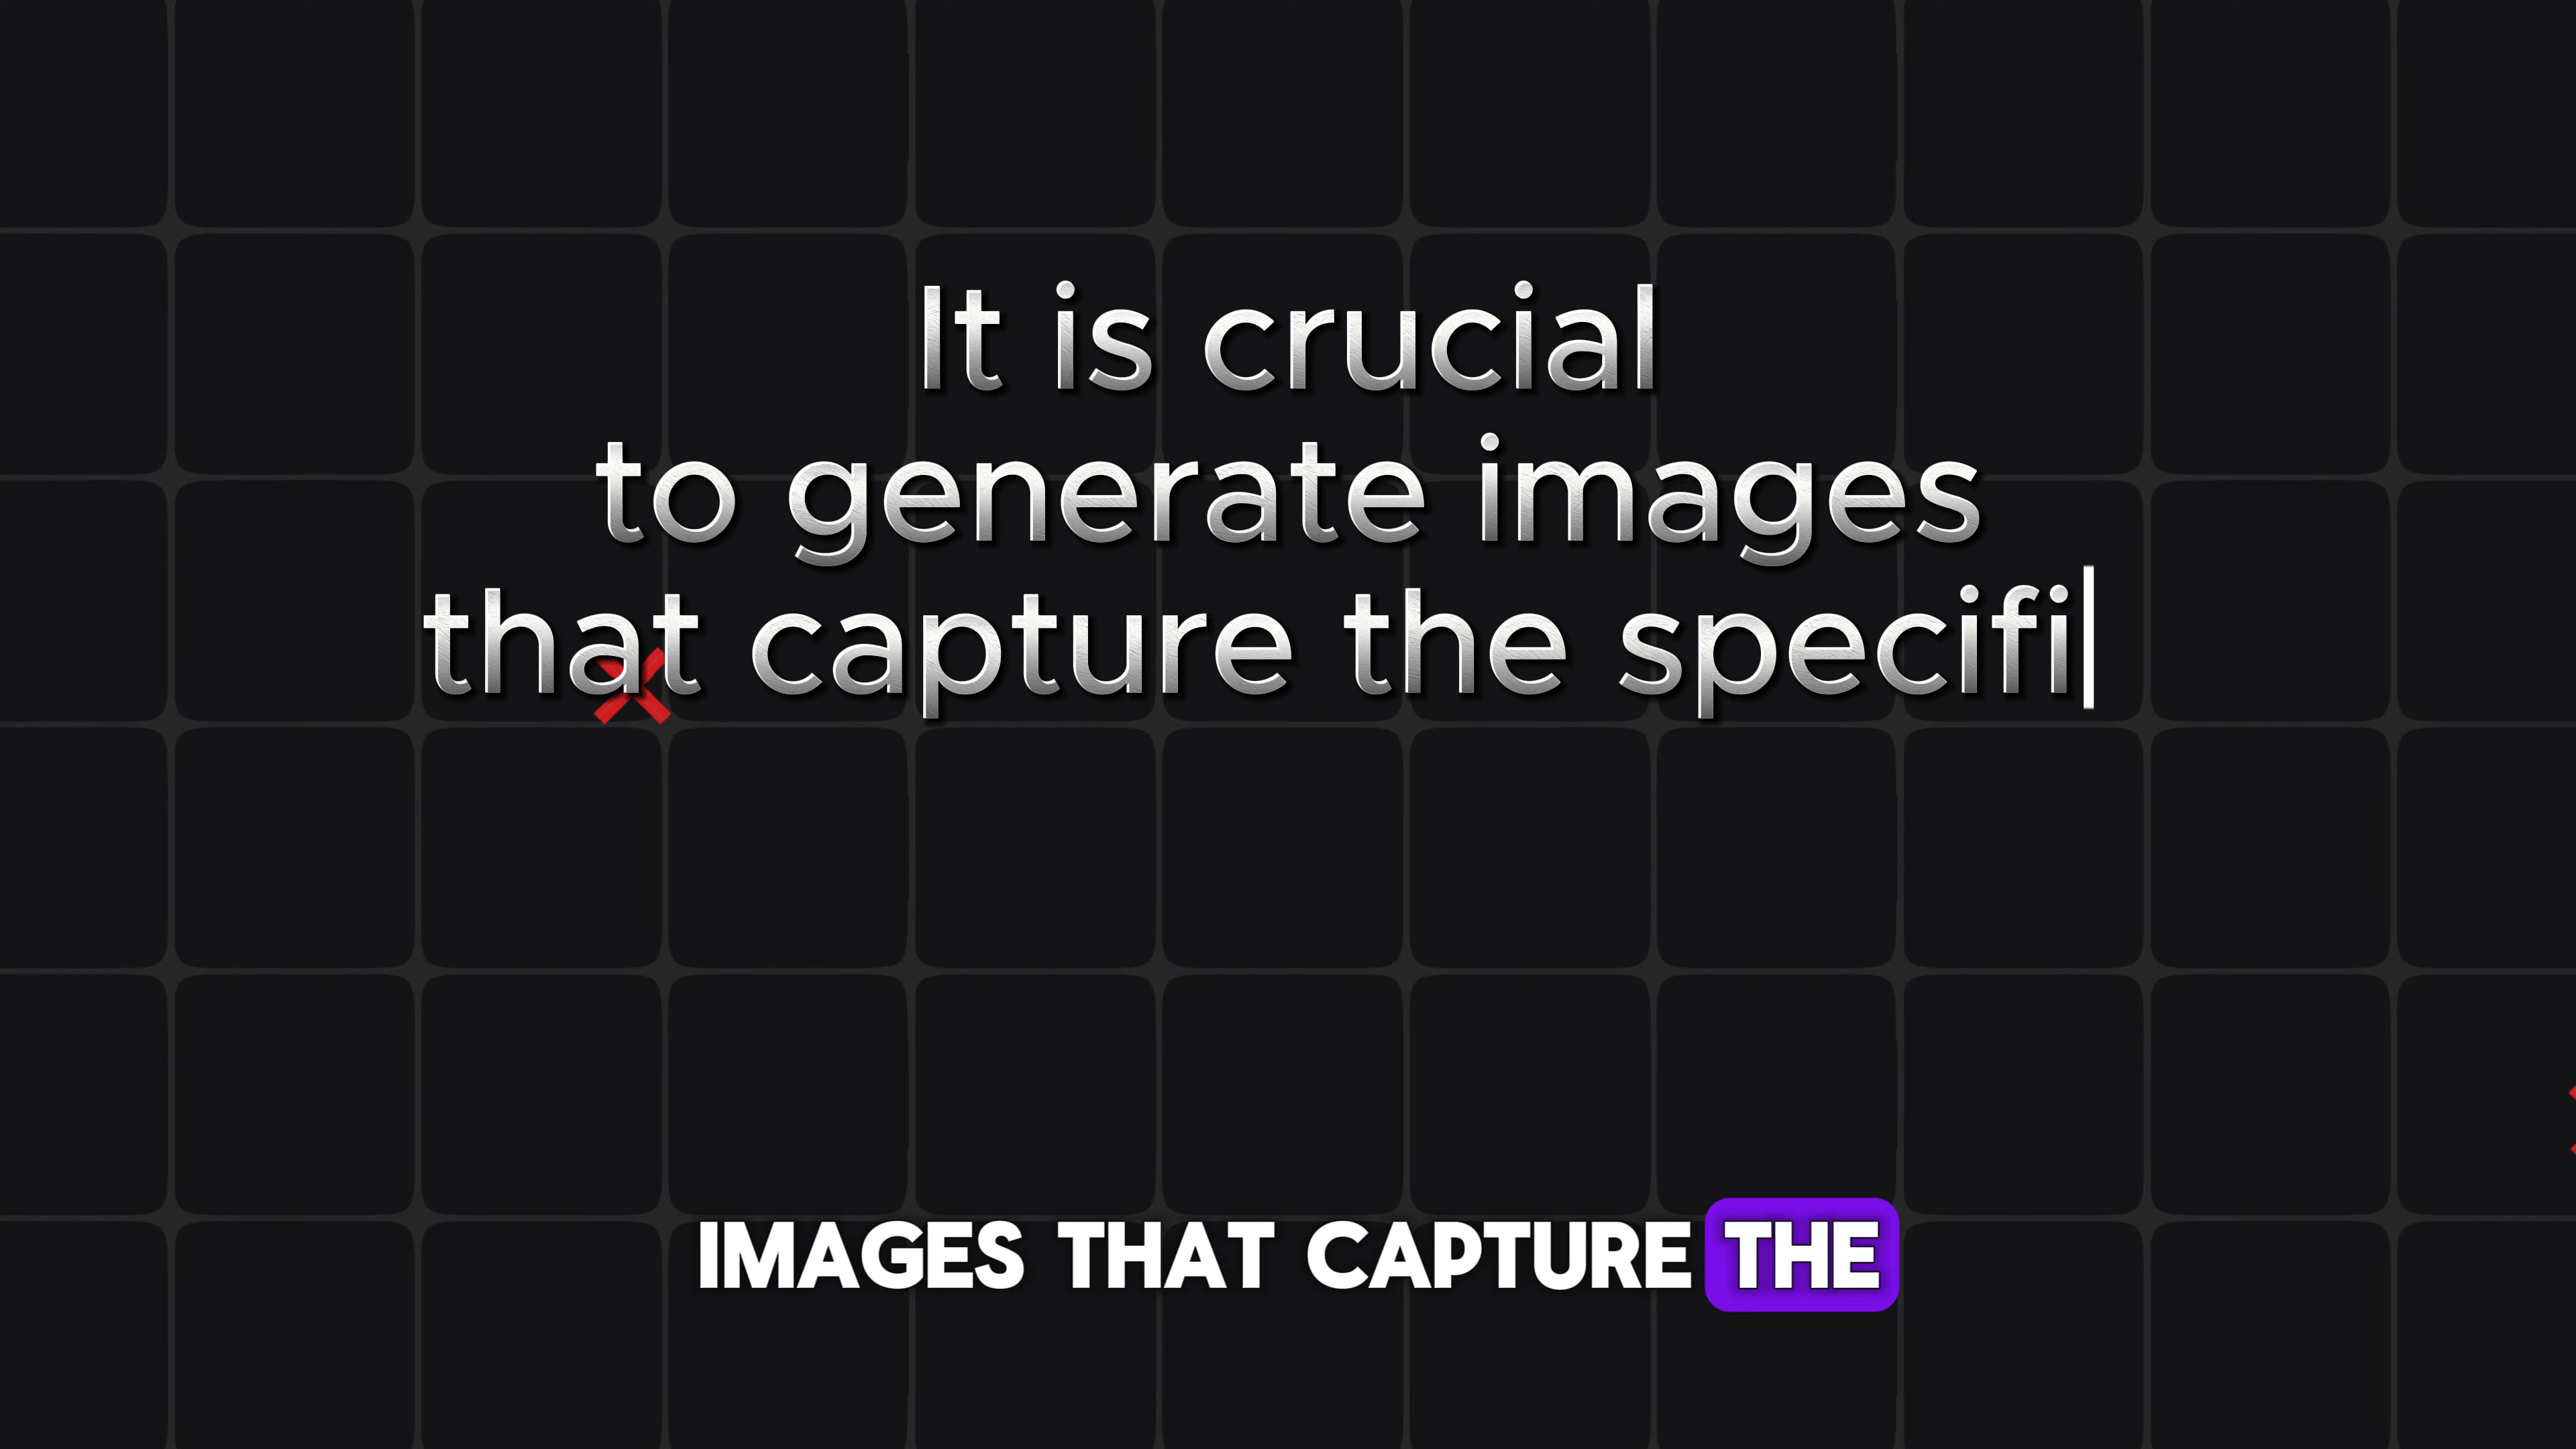 It is crucial
to generate images
that capture the specifi
IMAGES THAT CAPTURE THE